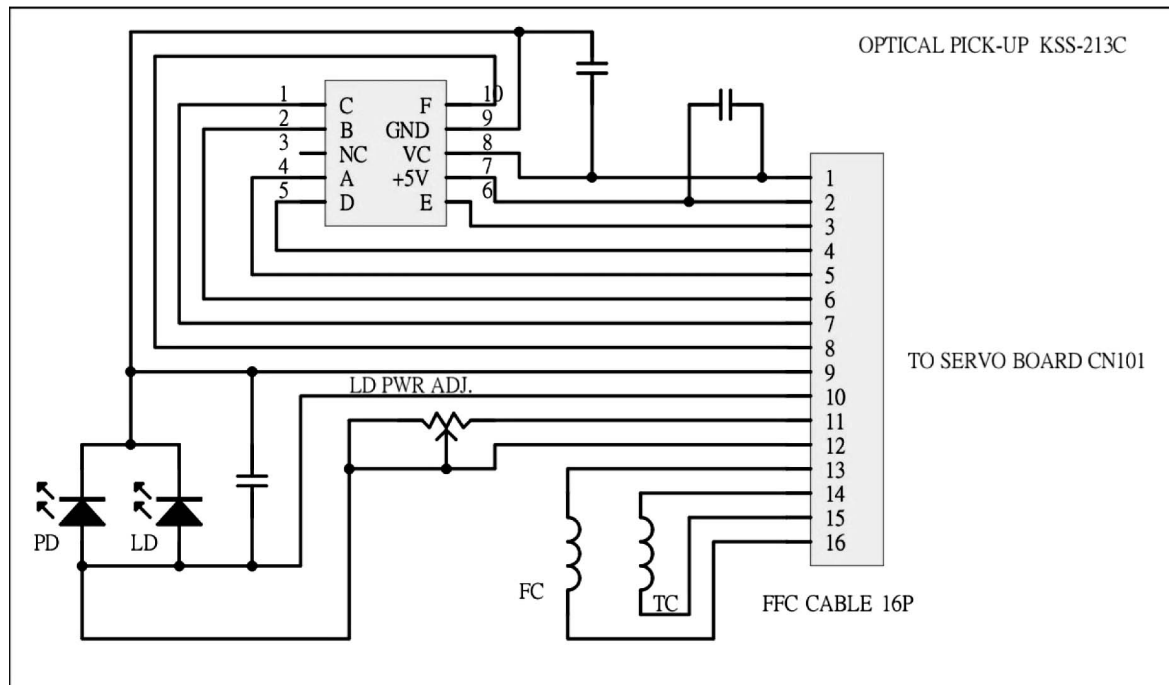 OPTICAL PICK-UP KSS-213C
1 C F 10
2 B GND 9
3 NC VC 8
4 A +5V 7
5 D E 6
1
2
3
4
5
6
7
8
9
10
11
12
13
14
15
16
TO SERVO BOARD CN101
LD PWR ADJ.
PD
LD
FC
TC
FFC CABLE 16P